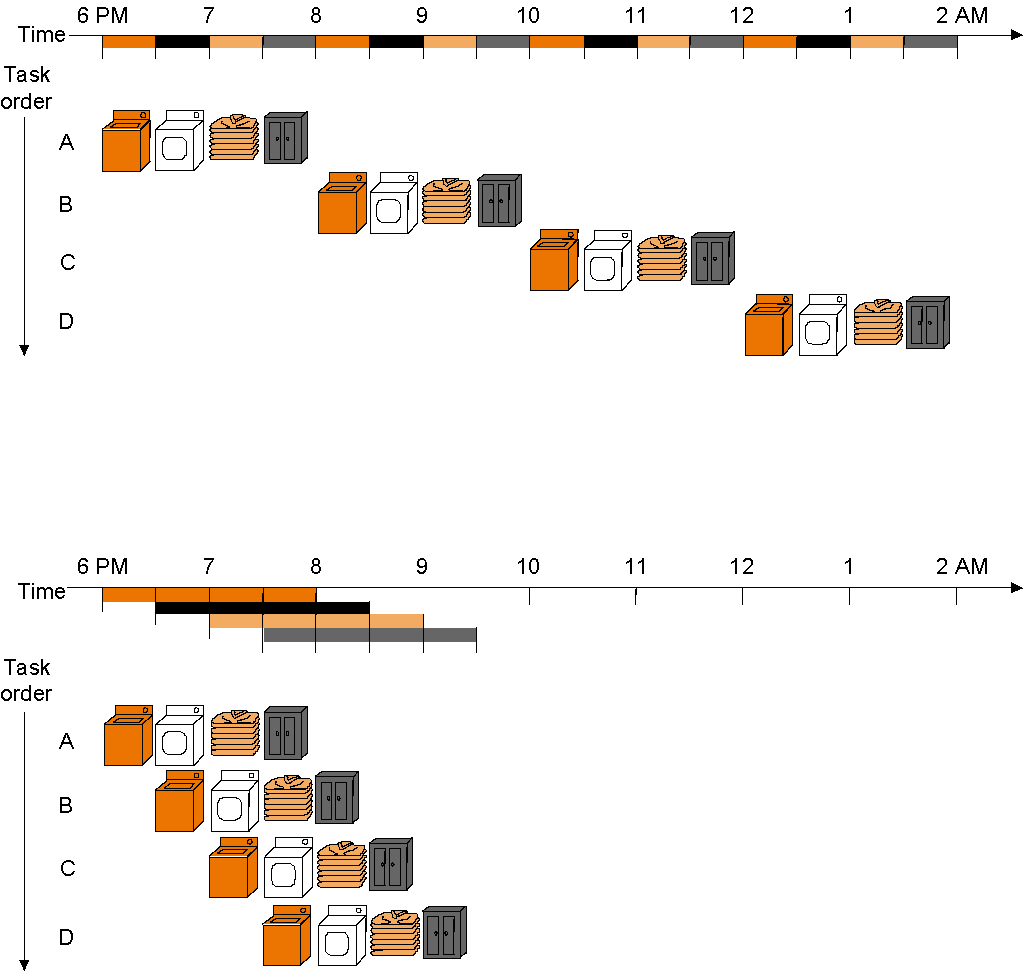 6 PM 7 8 9 10 11 12 1 2 AM
Time
Task
order
A
B
C
D
6 PM 7 8 9 10 11 12 1 2 AM
Time
Task
order
A
B
C
D